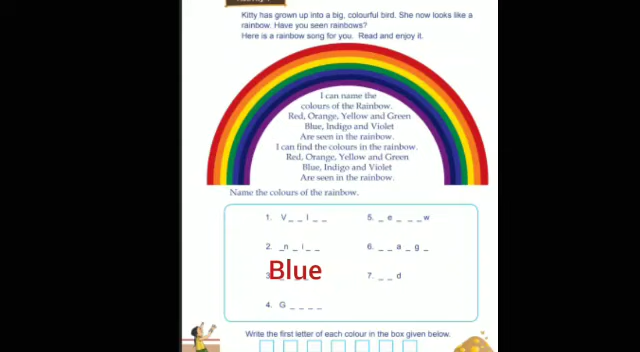 Kitty has grown up into a big, colourful bird. She now looks like a
rainbow. Have you seen rainbows?
Here is a rainbow song for you. Read and enjoy it.
I can name the
colours of the Rainbow.
Red, Orange, Yellow and Green
Blue, Indigo and Violet
Are seen in the rainbow.
I can find the colours in the rainbow.
Red, Orange, Yellow and Green
Blue, Indigo and Violet
Are seen in the rainbow.
Name the colours of the rainbow.
1. V _ _ l _ _
2. _ n _ i _ _
3. Blue
4. G _ _ _ _
5. _ e _ _ _ w
6. _ _ a _ g _
7. _ _ d
Write the first letter of each colour in the box given below.